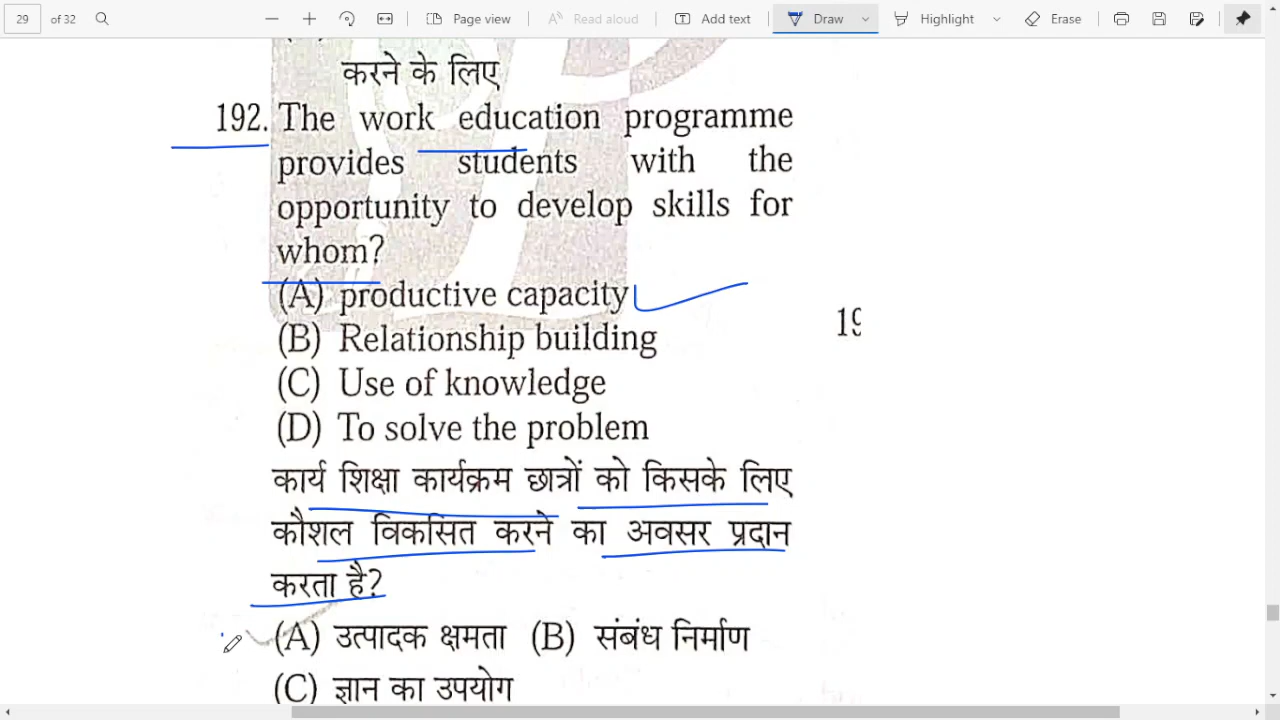 29 of 32 Page view Read aloud Add text Draw Highlight Erase
करने के लिए
192. The work education programme
provides students with the
opportunity to develop skills for
whom?
(A) productive capacity
(B) Relationship building
(C) Use of knowledge
(D) To solve the problem
कार्य शिक्षा कार्यक्रम छात्रों को किसके लिए
कौशल विकसित करने का अवसर प्रदान
करता है?
(A) उत्पादक क्षमता (B) संबंध निर्माण
(C) ज्ञान का उपयोग